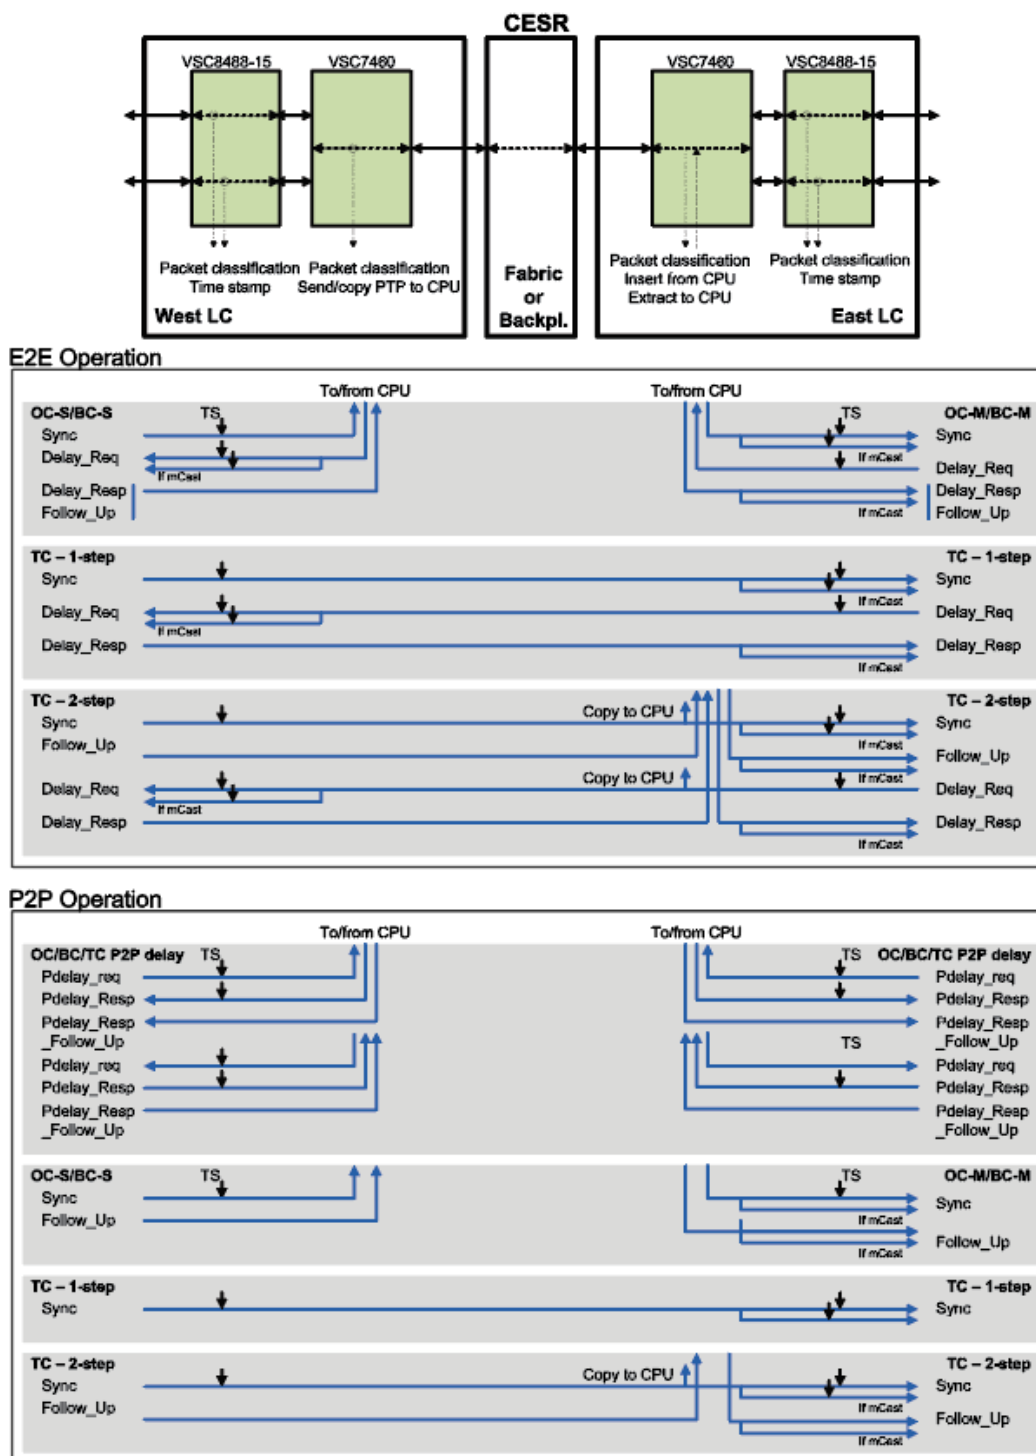 CESR
VSC8488-15 VSC7460 VSC7460 VSC8488-15
Packet classification Packet classification Packet classification Packet classification
Time stamp Send/copy PTP to CPU Insert from CPU Time stamp
Extract to CPU
Fabric
or
Backpl.
West LC East LC
E2E Operation
To/from CPU To/from CPU
OC-S/BC-S TS TS OC-M/BC-M
Sync Sync
If mCast
Delay_Req Delay_Req
If mCast
Delay_Resp Delay_Resp
Follow_Up If mCast Follow_Up
TC – 1-step TC – 1-step
Sync Sync
If mCast
Delay_Req Delay_Req
If mCast
Delay_Resp Delay_Resp
If mCast
TC – 2-step TC – 2-step
Sync Copy to CPU Sync
If mCast
Follow_Up Follow_Up
If mCast
Copy to CPU
Delay_Req Delay_Req
If mCast
Delay_Resp Delay_Resp
If mCast
P2P Operation
To/from CPU To/from CPU
OC/BC/TC P2P delay TS TS OC/BC/TC P2P delay
Pdelay_req Pdelay_req
Pdelay_Resp Pdelay_Resp
Pdelay_Resp Pdelay_Resp
_Follow_Up TS _Follow_Up
Pdelay_req Pdelay_req
Pdelay_Resp Pdelay_Resp
Pdelay_Resp Pdelay_Resp
_Follow_Up _Follow_Up
OC-S/BC-S TS TS OC-M/BC-M
Sync Sync
If mCast
Follow_Up Follow_Up
If mCast
TC – 1-step TC – 1-step
Sync Sync
TC – 2-step TC – 2-step
Copy to CPU
Sync Sync
If mCast
Follow_Up Follow_Up
If mCast